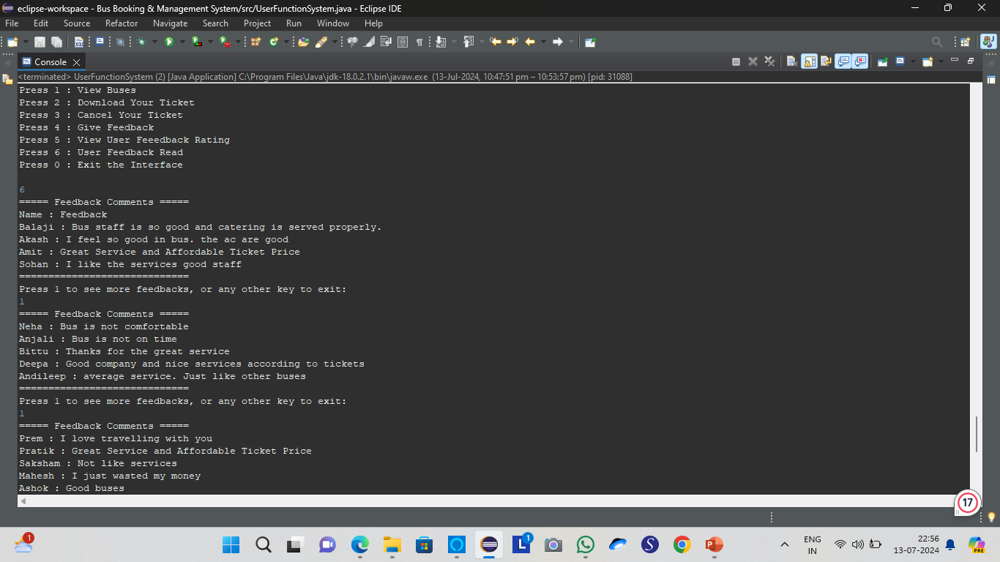 eclipse-workspace - Bus Booking & Management System/src/UserFunctionSystem.java - Eclipse IDE
File Edit Source Refactor Navigate Search Project Run Window Help
Console
<terminated> UserFunctionSystem (2) [Java Application] C:\Program Files\Java\jdk-18.0.2.1\bin\javaw.exe (13-Jul-2024, 10:47:51 pm – 10:53:57 pm) [pid: 31088]
Press 1 : View Buses
Press 2 : Download Your Ticket
Press 3 : Cancel Your Ticket
Press 4 : Give Feedback
Press 5 : View User Feeedback Rating
Press 6 : User Feedback Read
Press 0 : Exit the Interface
6
===== Feedback Comments =====
Name : Feedback
Balaji : Bus staff is so good and catering is served properly.
Akash : I feel so good in bus. the ac are good
Amit : Great Service and Affordable Ticket Price
Sohan : I like the services good staff
=============================
Press 1 to see more feedbacks, or any other key to exit:
1
===== Feedback Comments =====
Neha : Bus is not comfortable
Anjali : Bus is not on time
Bittu : Thanks for the great service
Deepa : Good company and nice services according to tickets
Andileep : average service. Just like other buses
=============================
Press 1 to see more feedbacks, or any other key to exit:
1
===== Feedback Comments =====
Prem : I love travelling with you
Pratik : Great Service and Affordable Ticket Price
Saksham : Not like services
Mahesh : I just wasted my money
Ashok : Good buses
17
1
L 1
S
P
ENG
IN
22:56
13-07-2024
PRE